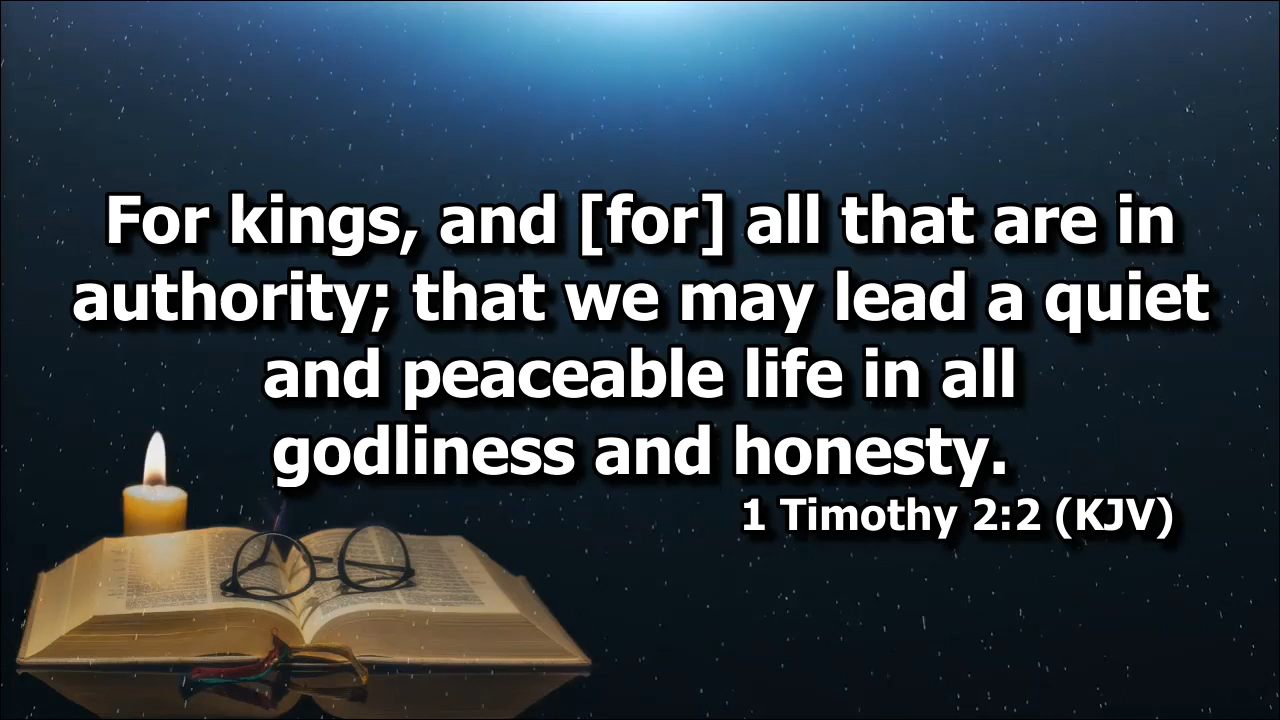 For kings, and [for] all that are in
authority; that we may lead a quiet
and peaceable life in all
godliness and honesty.
1 Timothy 2:2 (KJV)